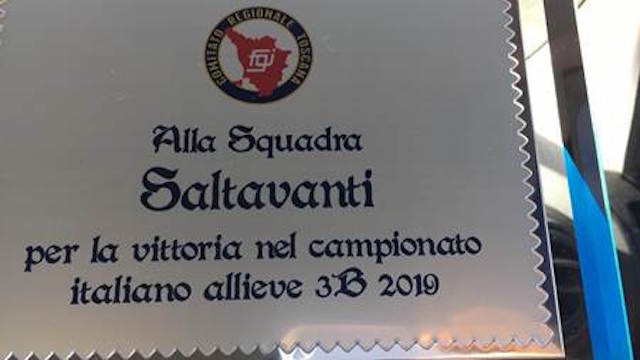 COMITATO REGIONALE TOSCANA
fgi
Alla Squadra
Saltavanti
per la vittoria nel campionato
italiano allieve 3B 2019